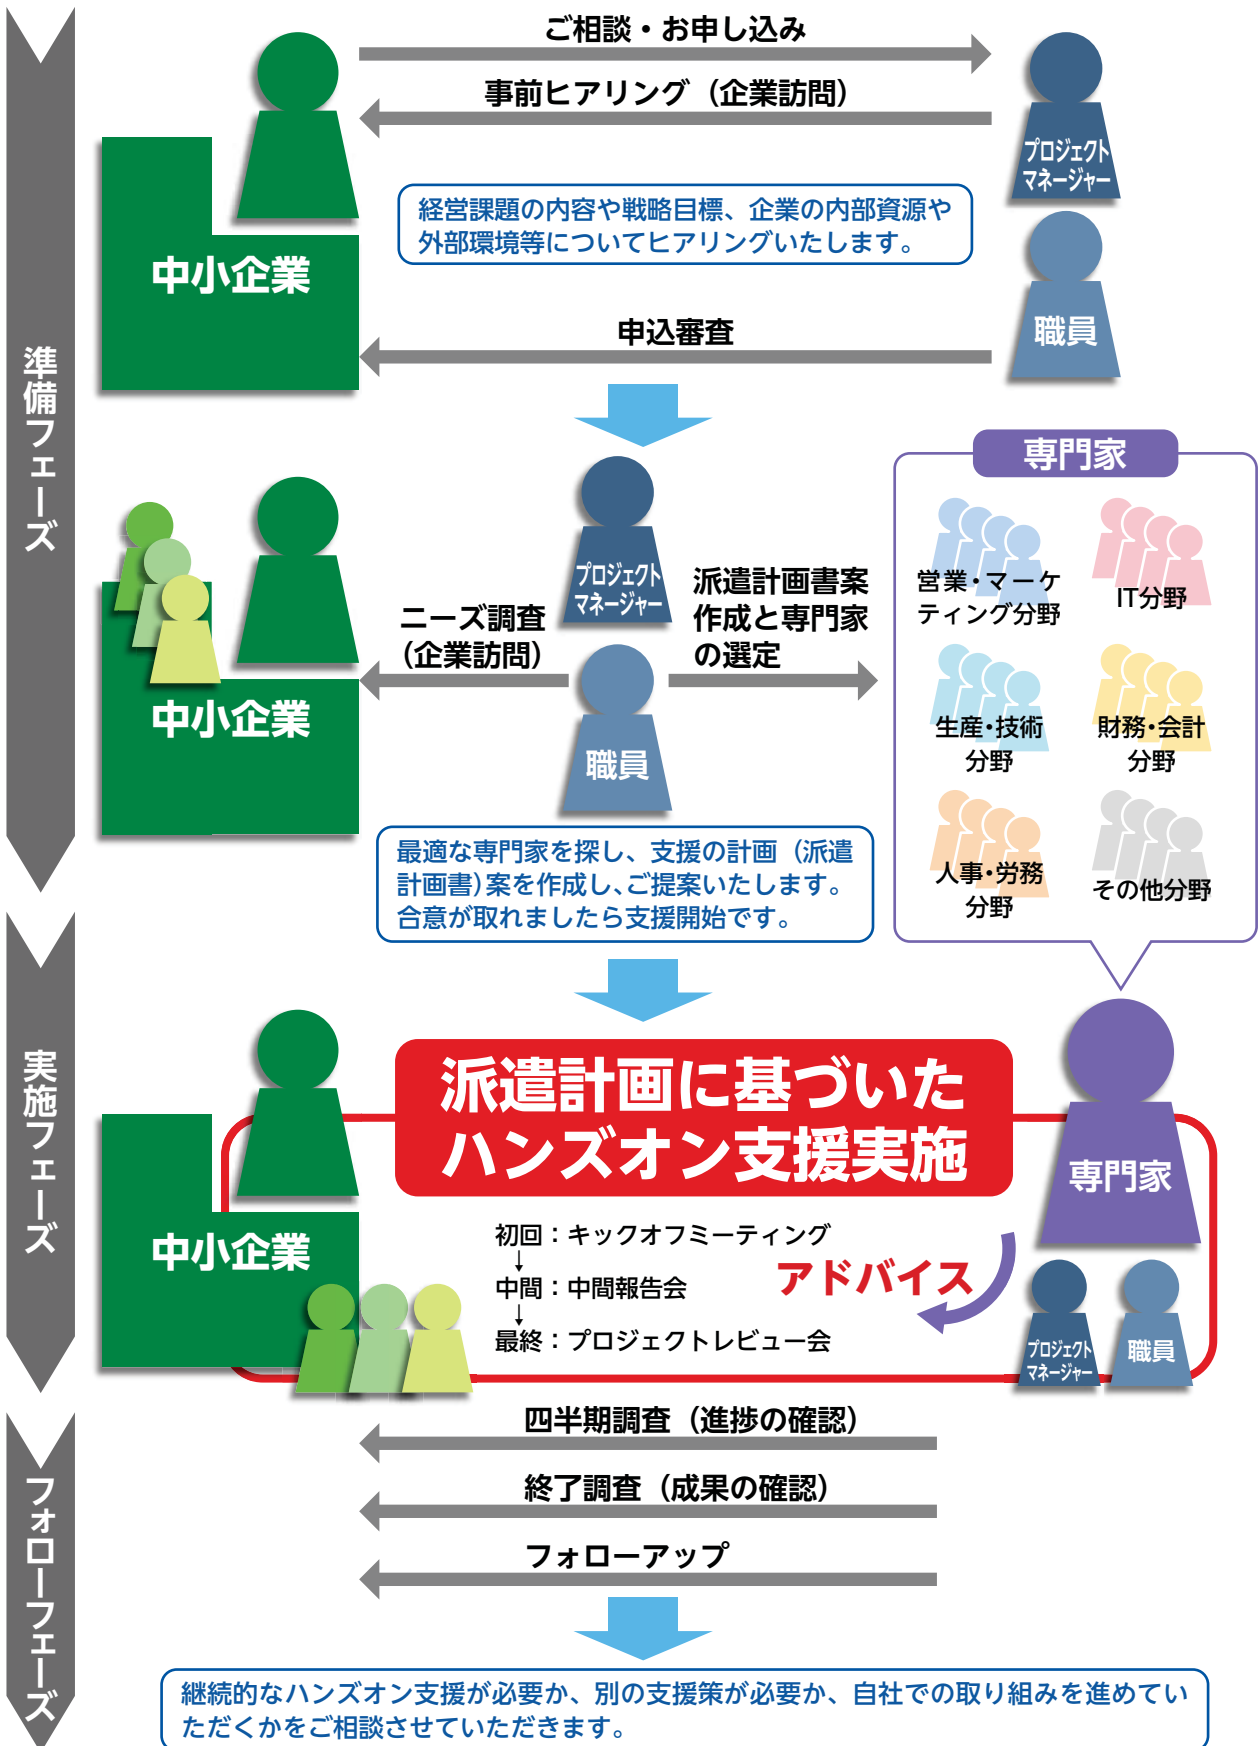 準備フェーズ
ご相談・お申し込み
事前ヒアリング（企業訪問）
プロジェクト
マネージャー
経営課題の内容や戦略目標、企業の内部資源や
外部環境等についてヒアリングいたします。
中小企業
職員
申込審査
専門家
プロジェクト
マネージャー
派遣計画書案
作成と専門家
の選定
ニーズ調査
（企業訪問）
営業・マーケ
ティング分野
IT分野
中小企業
職員
生産・技術
分野
財務・会計
分野
人事・労務
分野
その他分野
最適な専門家を探し、支援の計画（派遣
計画書）案を作成し、ご提案いたします。
合意が取れましたら支援開始です。
実施フェーズ
派遣計画に基づいた
ハンズオン支援実施
専門家
中小企業
初回：キックオフミーティング
↓
中間：中間報告会
↓
最終：プロジェクトレビュー会
アドバイス
プロジェクト
マネージャー
職員
フォローフェーズ
四半期調査（進捗の確認）
終了調査（成果の確認）
フォローアップ
継続的なハンズオン支援が必要か、別の支援策が必要か、自社での取り組みを進めてい
ただくかをご相談させていただきます。